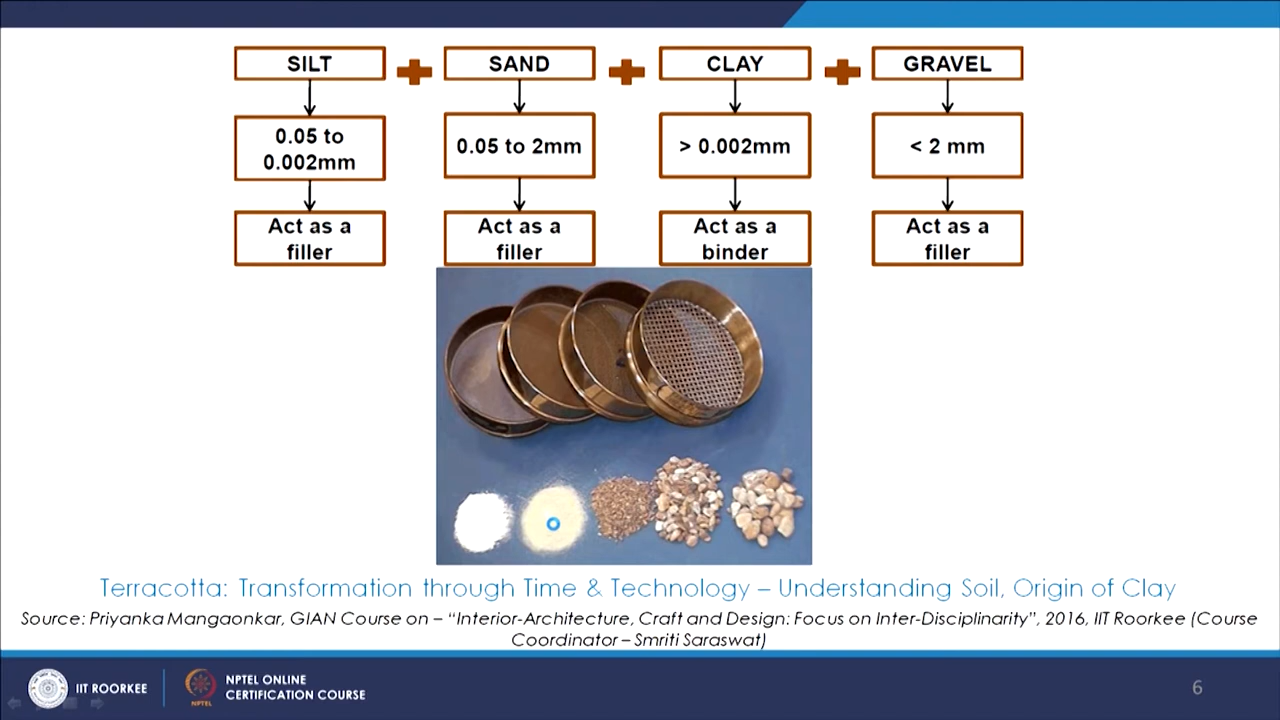 SILT
SAND
CLAY
GRAVEL
0.05 to
0.002mm
0.05 to 2mm
> 0.002mm
< 2 mm
Act as a
filler
Act as a
filler
Act as a
binder
Act as a
filler
Terracotta: Transformation through Time & Technology – Understanding Soil, Origin of Clay
Source: Priyanka Mangaonkar, GIAN Course on – “Interior-Architecture, Craft and Design: Focus on Inter-Disciplinarity”, 2016, IIT Roorkee (Course
Coordinator – Smriti Saraswat)
IIT ROORKEE
NPTEL
NPTEL ONLINE
CERTIFICATION COURSE
6